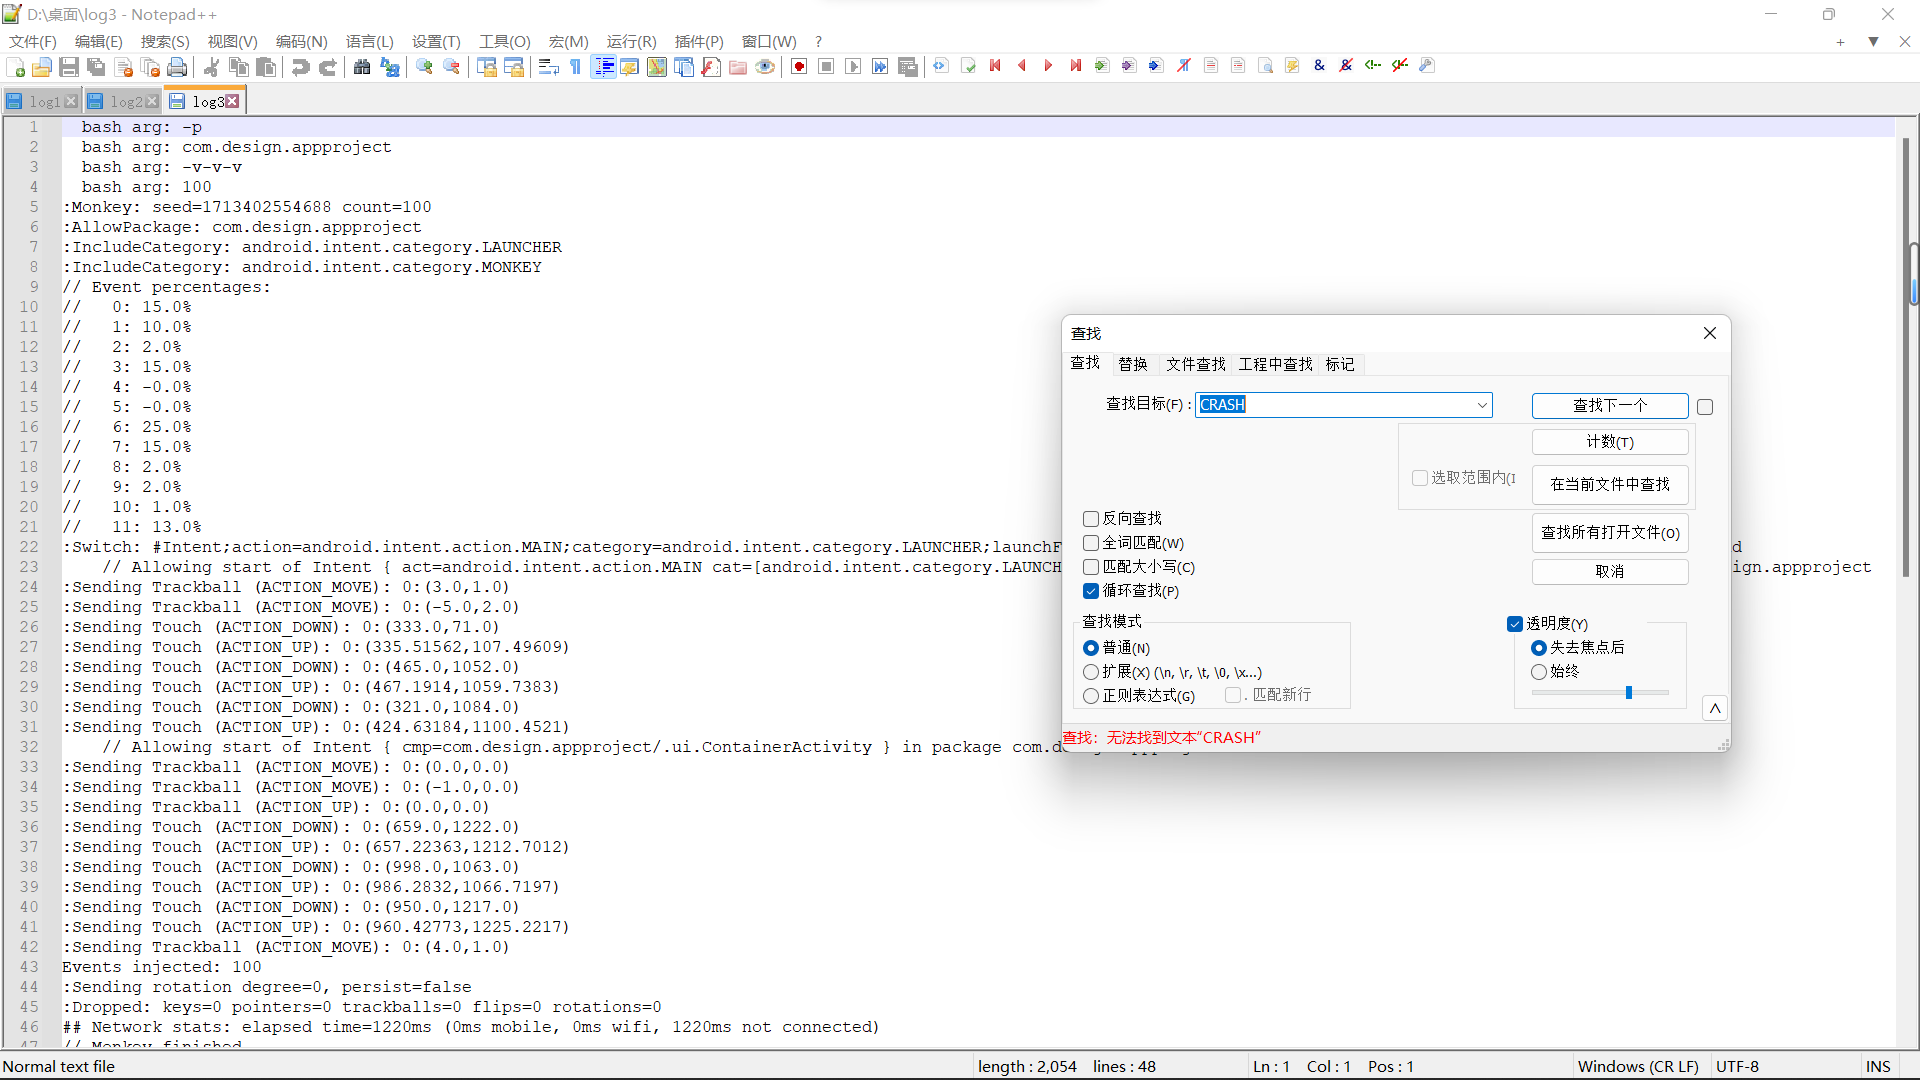 D:\桌面\log3 - Notepad++
文件(F) 编辑(E) 搜索(S) 视图(V) 编码(N) 语言(L) 设置(T) 工具(O) 宏(M) 运行(R) 插件(P) 窗口(W) ?
log1 log2 log3
1 bash arg: -p
2 bash arg: com.design.appproject
3 bash arg: -v-v-v
4 bash arg: 100
5 :Monkey: seed=1713402554688 count=100
6 :AllowPackage: com.design.appproject
7 :IncludeCategory: android.intent.category.LAUNCHER
8 :IncludeCategory: android.intent.category.MONKEY
9 // Event percentages:
10 //   0: 15.0%
11 //   1: 10.0%
12 //   2: 2.0%
13 //   3: 15.0%
14 //   4: -0.0%
15 //   5: -0.0%
16 //   6: 25.0%
17 //   7: 15.0%
18 //   8: 2.0%
19 //   9: 2.0%
20 //   10: 1.0%
21 //   11: 13.0%
22 :Switch: #Intent;action=android.intent.action.MAIN;category=android.intent.category.LAUNCHER;launchF d
23     // Allowing start of Intent { act=android.intent.action.MAIN cat=[android.intent.category.LAUNCH ign.appproject
24 :Sending Trackball (ACTION_MOVE): 0:(3.0,1.0)
25 :Sending Trackball (ACTION_MOVE): 0:(-5.0,2.0)
26 :Sending Touch (ACTION_DOWN): 0:(333.0,71.0)
27 :Sending Touch (ACTION_UP): 0:(335.51562,107.49609)
28 :Sending Touch (ACTION_DOWN): 0:(465.0,1052.0)
29 :Sending Touch (ACTION_UP): 0:(467.1914,1059.7383)
30 :Sending Touch (ACTION_DOWN): 0:(321.0,1084.0)
31 :Sending Touch (ACTION_UP): 0:(424.63184,1100.4521)
32     // Allowing start of Intent { cmp=com.design.appproject/.ui.ContainerActivity } in package com.d
33 :Sending Trackball (ACTION_MOVE): 0:(0.0,0.0)
34 :Sending Trackball (ACTION_MOVE): 0:(-1.0,0.0)
35 :Sending Trackball (ACTION_UP): 0:(0.0,0.0)
36 :Sending Touch (ACTION_DOWN): 0:(659.0,1222.0)
37 :Sending Touch (ACTION_UP): 0:(657.22363,1212.7012)
38 :Sending Touch (ACTION_DOWN): 0:(998.0,1063.0)
39 :Sending Touch (ACTION_UP): 0:(986.2832,1066.7197)
40 :Sending Touch (ACTION_DOWN): 0:(950.0,1217.0)
41 :Sending Touch (ACTION_UP): 0:(960.42773,1225.2217)
42 :Sending Trackball (ACTION_MOVE): 0:(4.0,1.0)
43 Events injected: 100
44 :Sending rotation degree=0, persist=false
45 :Dropped: keys=0 pointers=0 trackballs=0 flips=0 rotations=0
46 ## Network stats: elapsed time=1220ms (0ms mobile, 0ms wifi, 1220ms not connected)
47 // Monkey finished
查找
查找 替换 文件查找 工程中查找 标记
查找目标(F) : CRASH
查找下一个
计数(T)
选取范围内(I
在当前文件中查找
查找所有打开文件(O)
取消
反向查找
全词匹配(W)
匹配大小写(C)
循环查找(P)
查找模式
普通(N)
扩展(X) (\n, \r, \t, \0, \x...)
正则表达式(G) . 匹配新行
透明度(Y)
失去焦点后
始终
查找: 无法找到文本“CRASH”
Normal text file length : 2,054 lines : 48 Ln : 1 Col : 1 Pos : 1 Windows (CR LF) UTF-8 INS